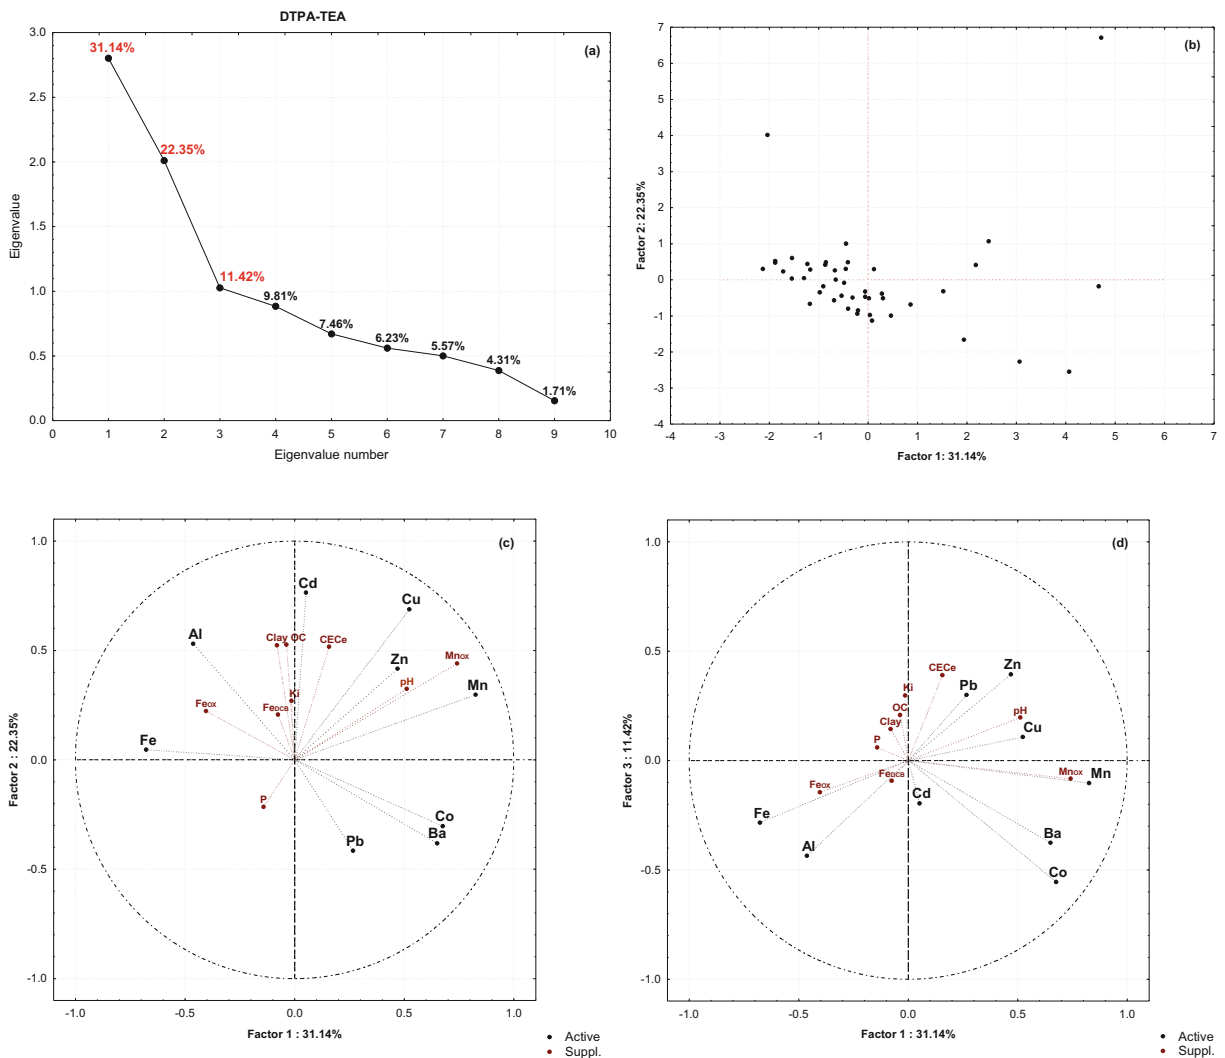 DTPA-TEA
(a)
3.0
2.5
2.0
1.5
1.0
0.5
0.0
Eigenvalue
31.14%
22.35%
11.42%
9.81%
7.46%
6.23%
5.57%
4.31%
1.71%
0 1 2 3 4 5 6 7 8 9 10
Eigenvalue number
(b)
7
6
5
4
3
2
1
0
-1
-2
-3
-4
Factor 2 : 22.35%
-4 -3 -2 -1 0 1 2 3 4 5 6 7
Factor 1: 31.14%
(c)
1.0
0.5
0.0
-0.5
-1.0
Factor 2 : 22.35%
Cd
Cu
Al
Clay OC
CECe
Zn
MnOX
pH
Mn
Ki
FeOX
FeDCB
Fe
P
Co
Ba
Pb
-1.0 -0.5 0.0 0.5 1.0
Factor 1 : 31.14%
Active
Suppl.
(d)
1.0
0.5
0.0
-0.5
-1.0
Factor 3 : 11.42%
CECe
Zn
Ki
Pb
OC
pH
Clay
Cu
P
FeDCB
MnOX
Mn
FeOX
Cd
Fe
Al
Ba
Co
-1.0 -0.5 0.0 0.5 1.0
Factor 1 : 31.14%
Active
Suppl.